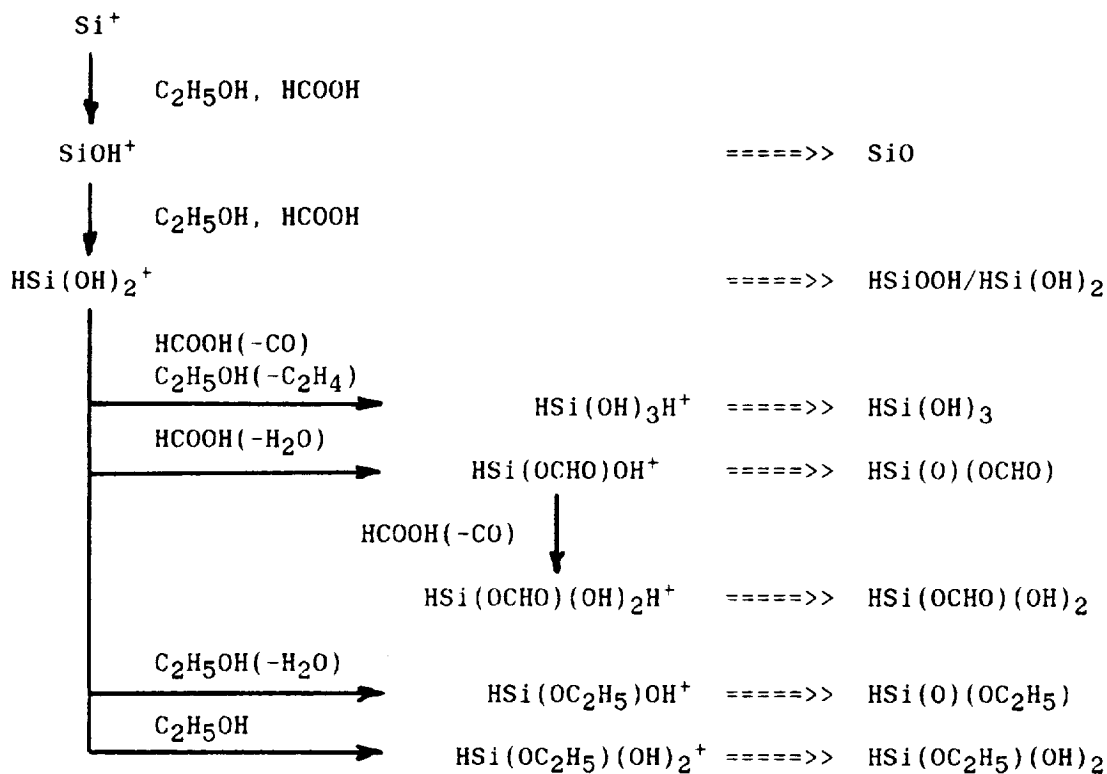 Si⁺
C₂H₅OH, HCOOH
SiOH⁺ =====>> SiO
C₂H₅OH, HCOOH
HSi(OH)₂⁺ =====>> HSiOOH/HSi(OH)₂
HCOOH(-CO)
C₂H₅OH(-C₂H₄)
HSi(OH)₃H⁺ =====>> HSi(OH)₃
HCOOH(-H₂O)
HSi(OCHO)OH⁺ =====>> HSi(O)(OCHO)
HCOOH(-CO)
HSi(OCHO)(OH)₂H⁺ =====>> HSi(OCHO)(OH)₂
C₂H₅OH(-H₂O)
HSi(OC₂H₅)OH⁺ =====>> HSi(O)(OC₂H₅)
C₂H₅OH
HSi(OC₂H₅)(OH)₂⁺ =====>> HSi(OC₂H₅)(OH)₂